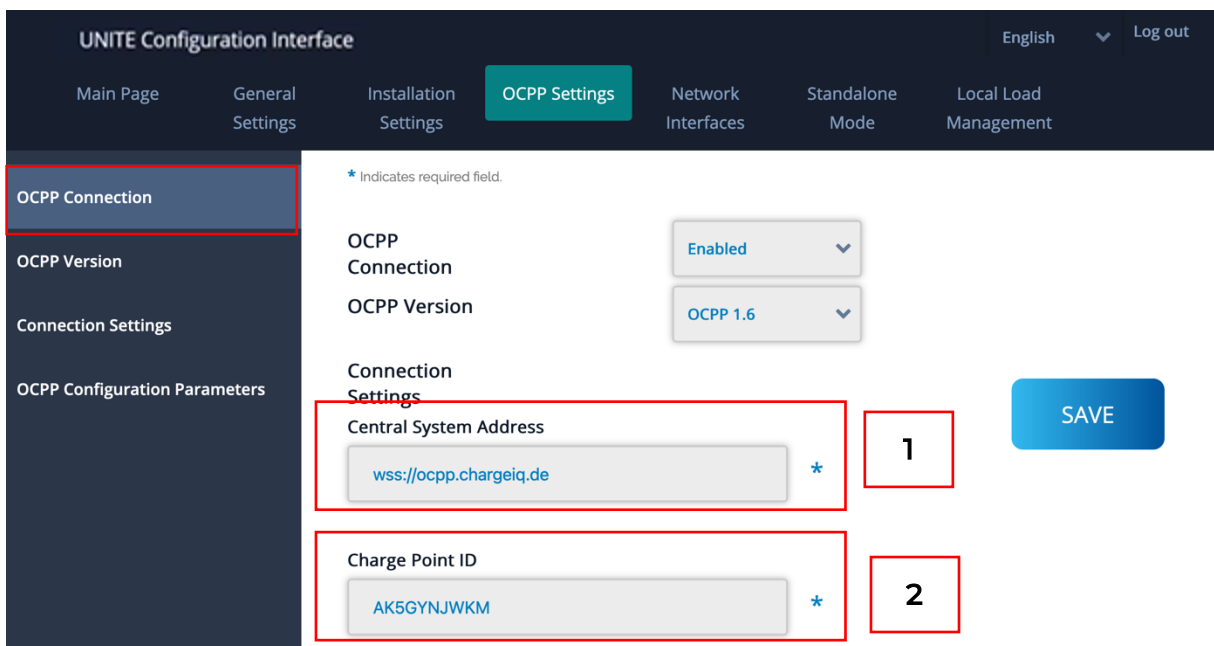 UNITE Configuration Interface
English
Log out
Main Page
General
Settings
Installation
Settings
OCPP Settings
Network
Interfaces
Standalone
Mode
Local Load
Management
OCPP Connection
OCPP Version
Connection Settings
OCPP Configuration Parameters
* Indicates required field.
OCPP
Connection
Enabled
OCPP Version
OCPP 1.6
Connection
Settings
Central System Address
wss://ocpp.chargeiq.de
*
1
SAVE
Charge Point ID
AK5GYNJWKM
*
2